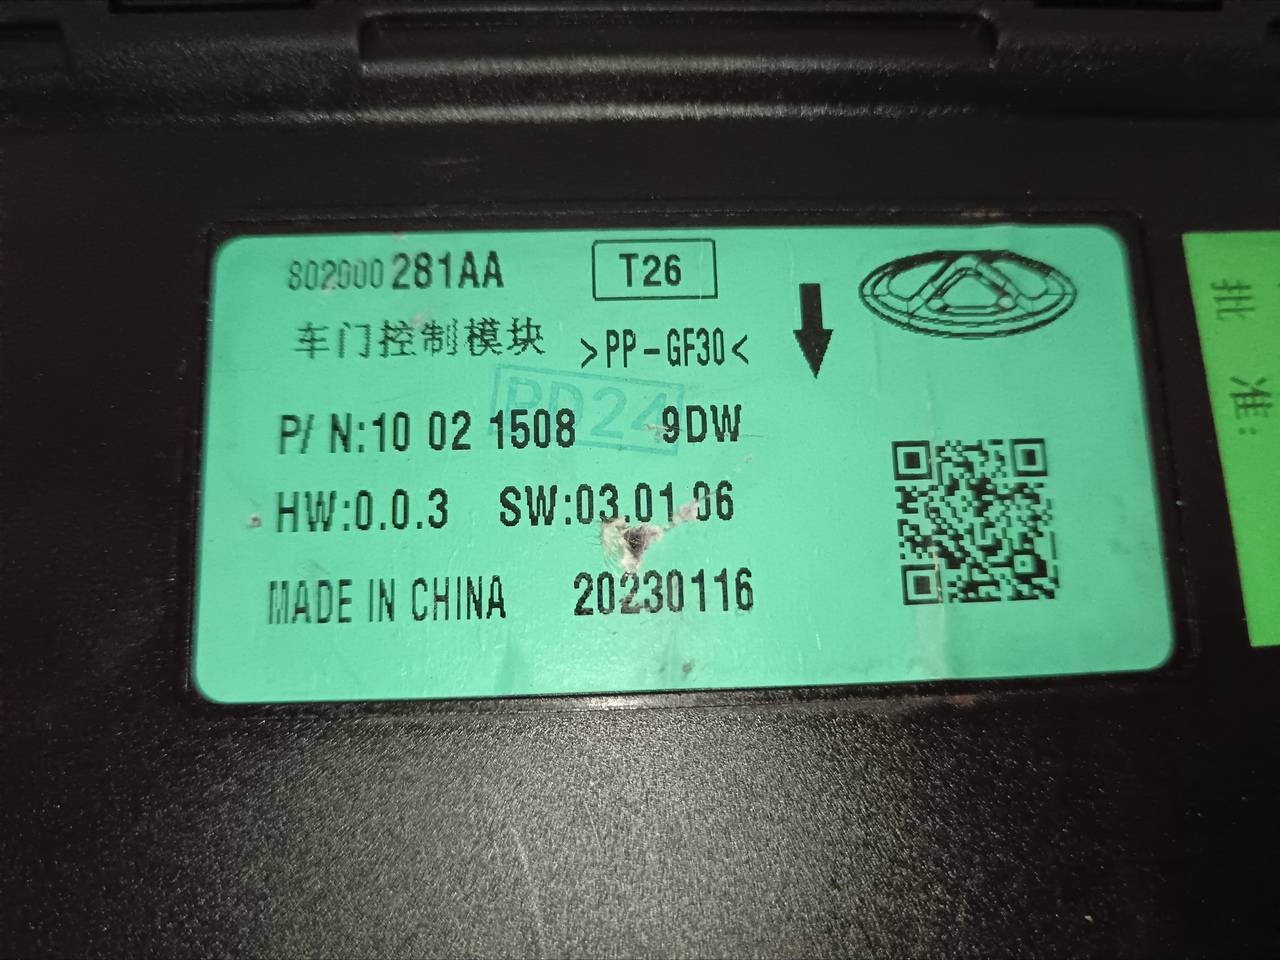 802000281AA T26
车门控制模块 >PP-GF30<
PD24
P/ N:10 02 1508 9DW
HW:0.0.3 SW:03.01.06
MADE IN CHINA 20230116
批准: